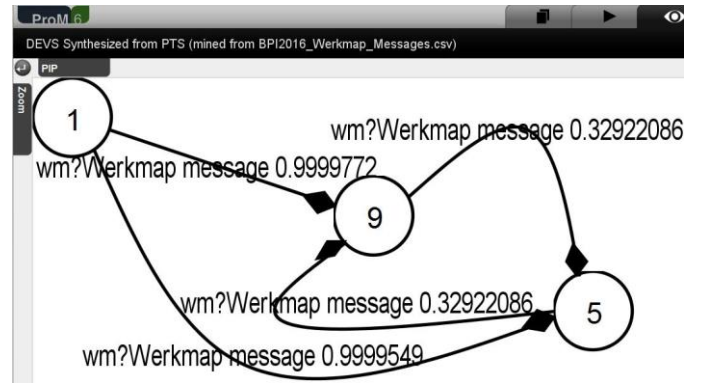 ProM 6
DEVS Synthesized from PTS (mined from BPI2016_Werkmap_Messages.csv)
PIP
Zoom
1
wm?Werkmap message 0.32922086
wm?Werkmap message 0.9999772
9
wm?Werkmap message 0.32922086
5
wm?Werkmap message 0.9999549